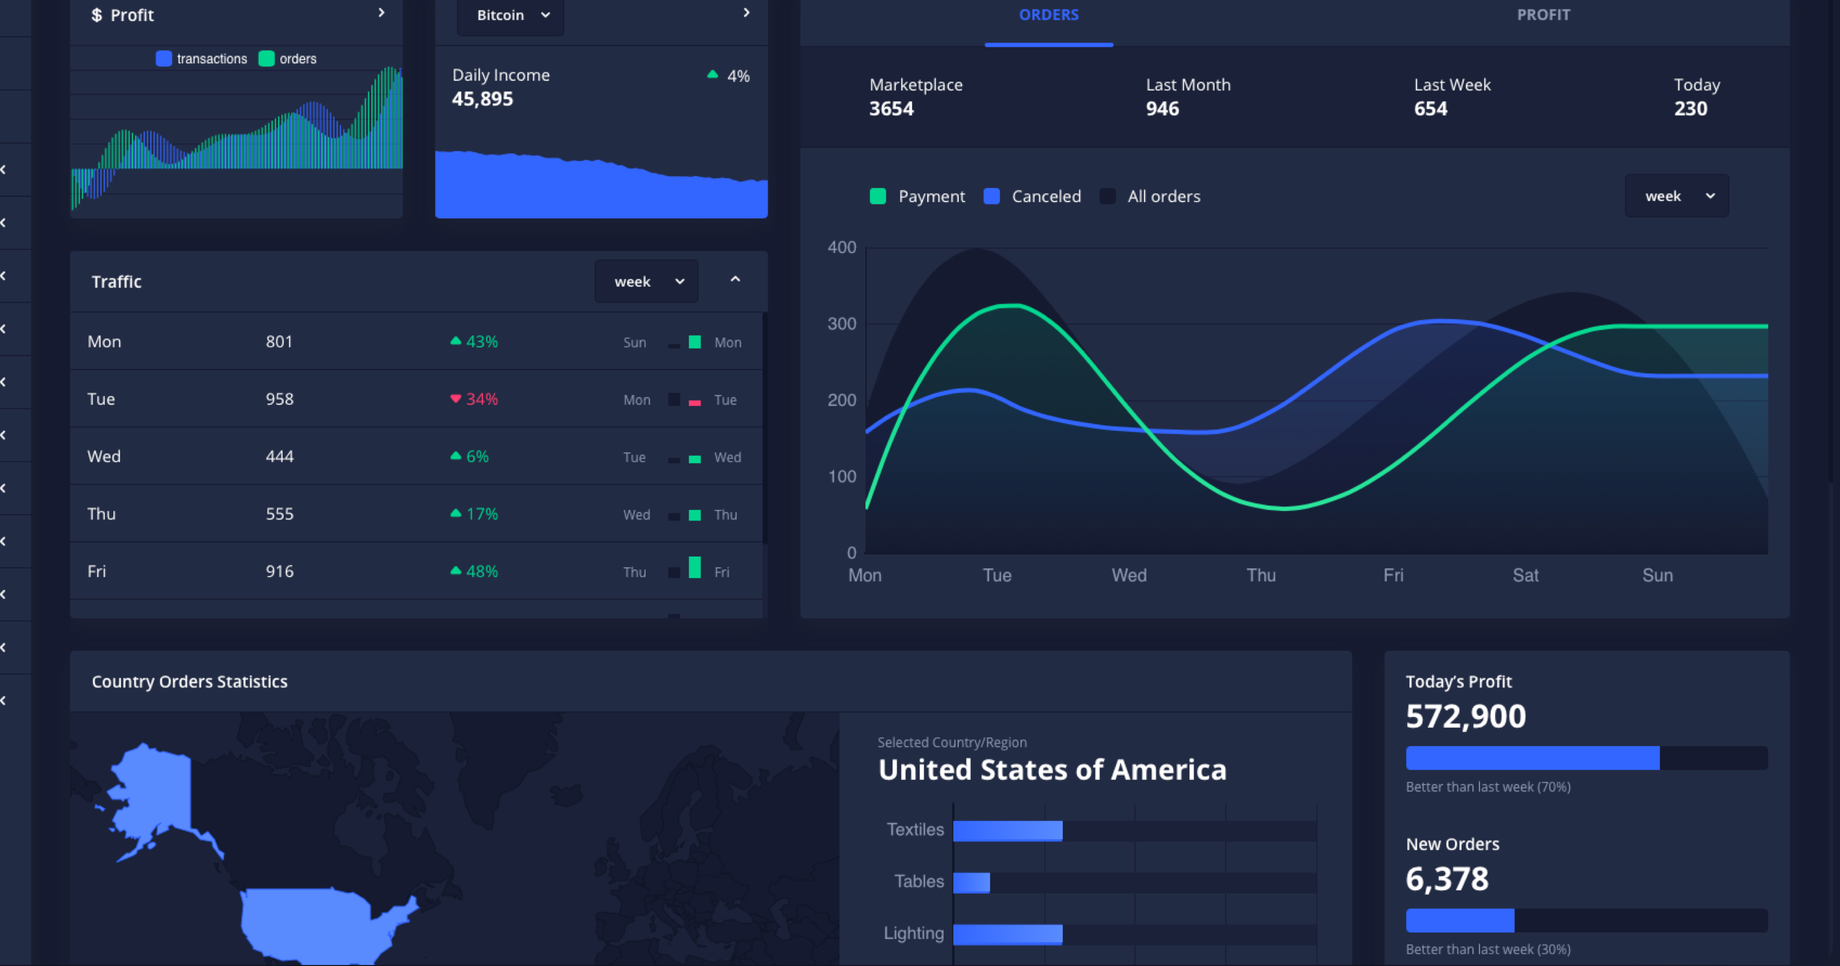 $ Profit
transactions orders
Bitcoin
Daily Income 4%
45,895
ORDERS PROFIT
Marketplace Last Month Last Week Today
3654 946 654 230
Payment Canceled All orders week
400
300
200
100
0
Mon Tue Wed Thu Fri Sat Sun
Traffic week
Mon 801 43% Sun Mon
Tue 958 34% Mon Tue
Wed 444 6% Tue Wed
Thu 555 17% Wed Thu
Fri 916 48% Thu Fri
Country Orders Statistics
Selected Country/Region
United States of America
Textiles
Tables
Lighting
Today’s Profit
572,900
Better than last week (70%)
New Orders
6,378
Better than last week (30%)